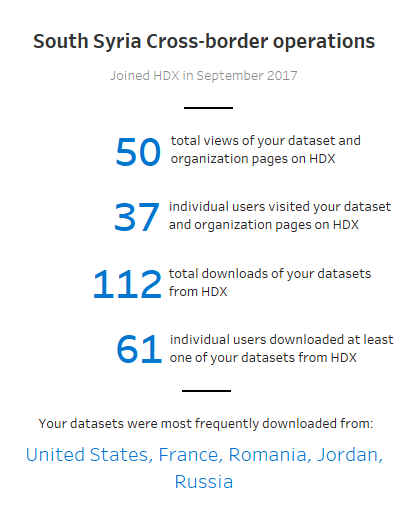 South Syria Cross-border operations
Joined HDX in September 2017
50 total views of your dataset and
organization pages on HDX
37 individual users visited your dataset
and organization pages on HDX
112 total downloads of your datasets
from HDX
61 individual users downloaded at least
one of your datasets from HDX
Your datasets were most frequently downloaded from:
United States, France, Romania, Jordan,
Russia